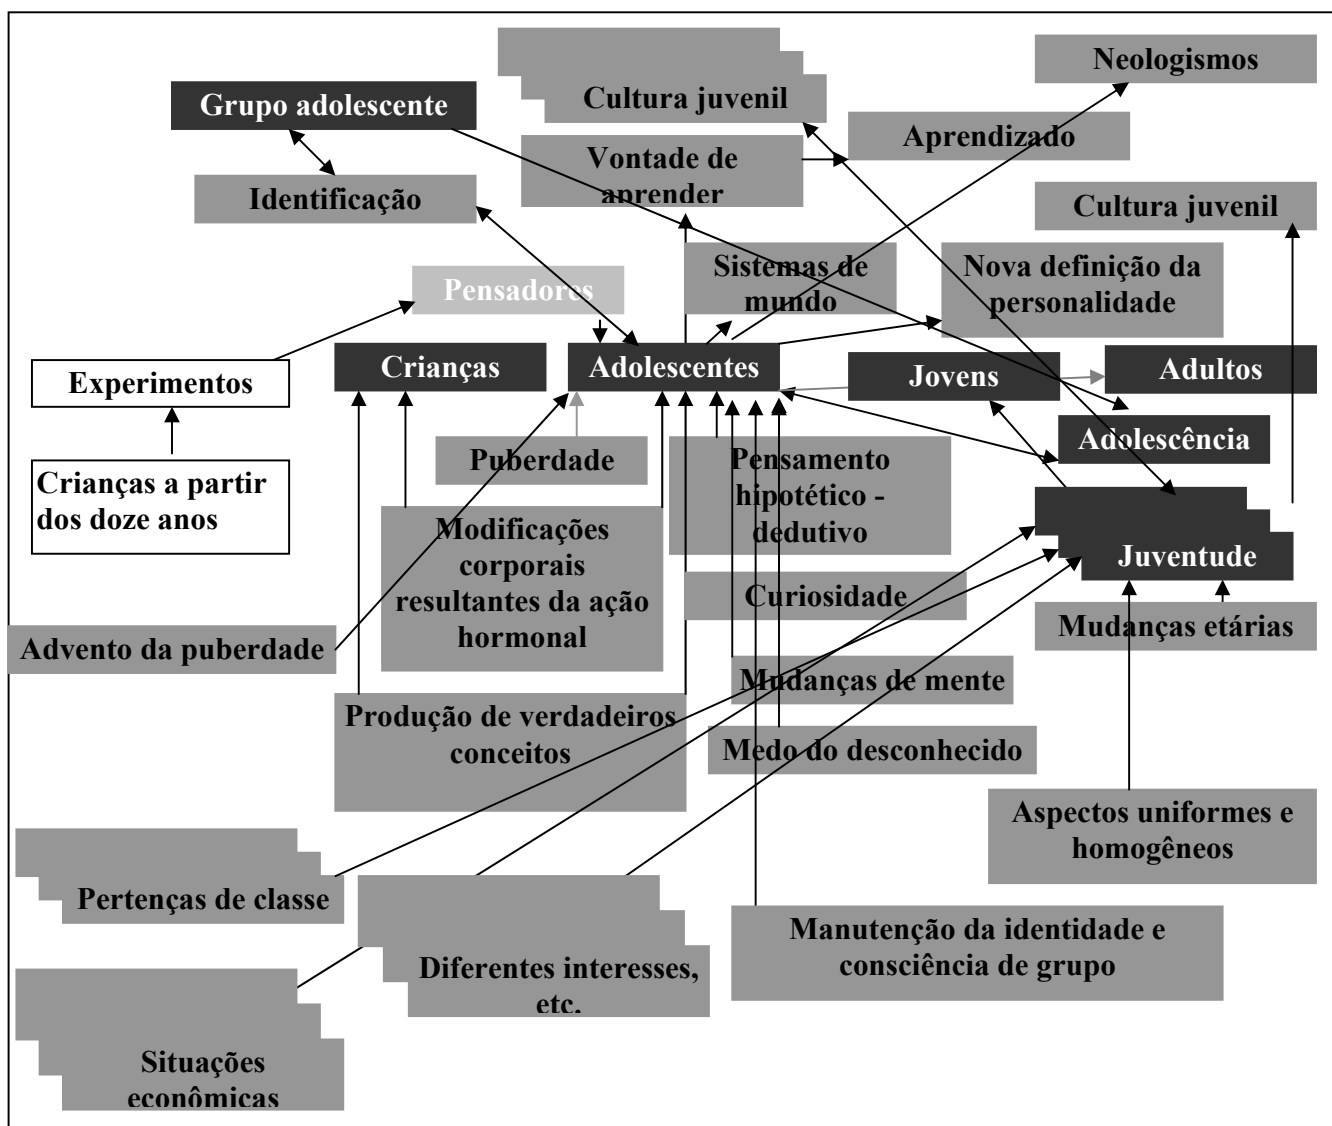 Neologismos
Cultura juvenil
Grupo adolescente
Aprendizado
Vontade de
aprender
Identificação
Cultura juvenil
Sistemas de
mundo
Nova definição da
personalidade
Pensadores
Crianças
Adolescentes
Jovens
Adultos
Experimentos
Adolescência
Puberdade
Pensamento
hipotético -
dedutivo
Crianças a partir
dos doze anos
Modificações
corporais
resultantes da ação
hormonal
Juventude
Curiosidade
Mudanças etárias
Advento da puberdade
Mudanças de mente
Produção de verdadeiros
conceitos
Medo do desconhecido
Aspectos uniformes e
homogêneos
Pertenças de classe
Manutenção da identidade e
consciência de grupo
Diferentes interesses,
etc.
Situações
econômicas